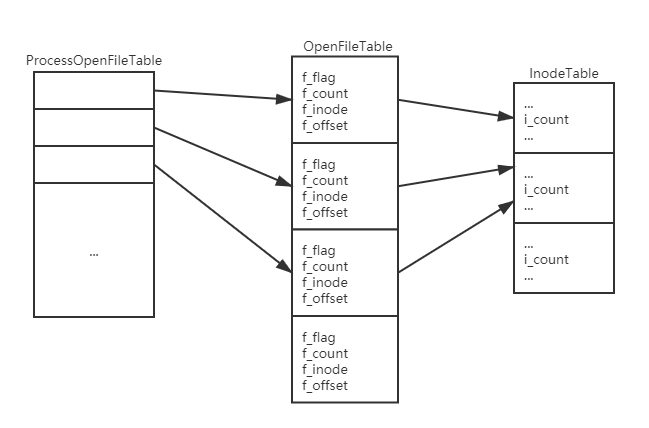 ProcessOpenFileTable
...
OpenFileTable
f_flag
f_count
f_inode
f_offset
f_flag
f_count
f_inode
f_offset
f_flag
f_count
f_inode
f_offset
f_flag
f_count
f_inode
f_offset
InodeTable
...
i_count
...
...
i_count
...
...
i_count
...